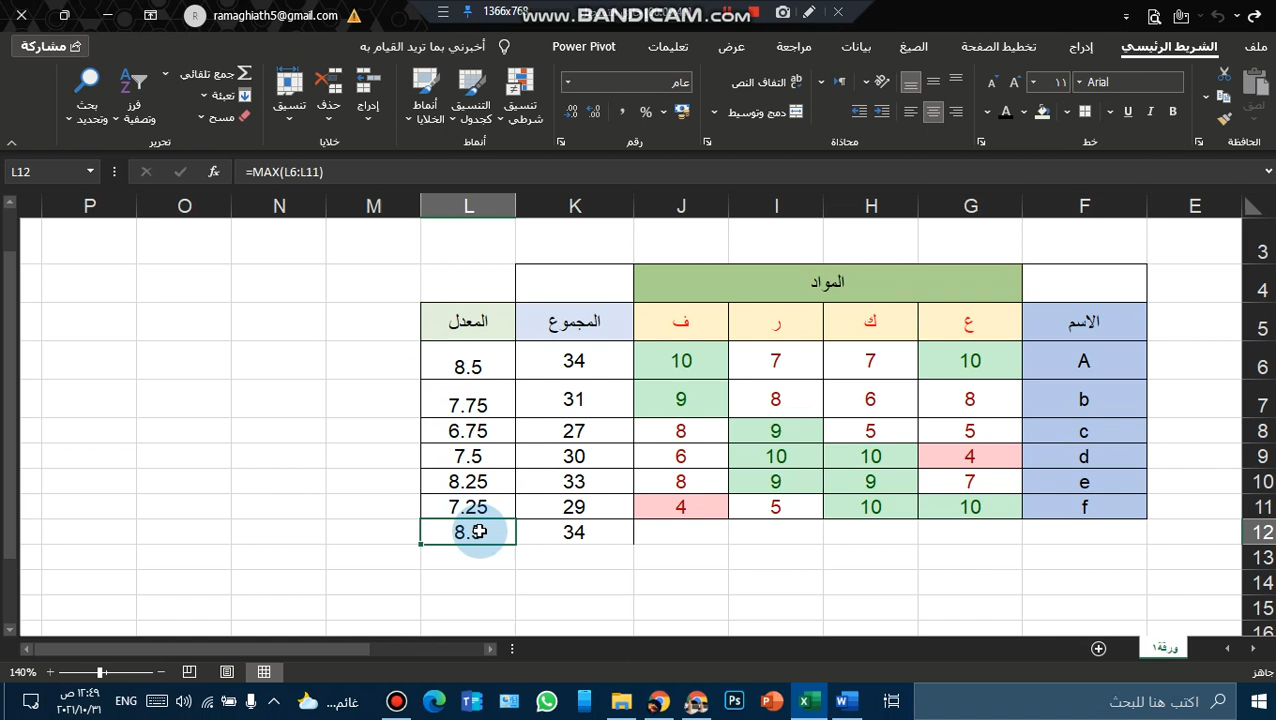 ramaghiath5@gmail.com
1366x768
www.BANDICAM.com
ملف
الشريط الرئيسي
إدراج
تخطيط الصفحة
الصيغ
بيانات
مراجعة
عرض
تعليمات
Power Pivot
أخبرني بما تريد القيام به
مشاركة
لصق
الحافظة
Arial
١١
خط
التفاف النص
دمج وتوسيط
محاذاة
عام
رقم
تنسيق شرطي
التنسيق كجدول
أنماط الخلايا
أنماط
إدراج
حذف
تنسيق
خلايا
جمع تلقائي
تعبئة
مسح
فرز وتصفية
بحث وتحديد
تحرير
L12
=MAX(L6:L11)
E F G H I J K L M N O P
3
4 المواد
5 الاسم ع ك ر ف المجموع المعدل
6 A 10 7 7 10 34 8.5
7 b 8 6 8 9 31 7.75
8 c 5 5 9 8 27 6.75
9 d 4 10 10 6 30 7.5
10 e 7 9 9 8 33 8.25
11 f 10 10 5 4 29 7.25
12 34 8.5
13
14
15
16
ورقة١
جاهز
140%
اكتب هنا للبحث
غائم...
ENG
١٢:٤٩ ص
٢٠٢١/١٠/٣١